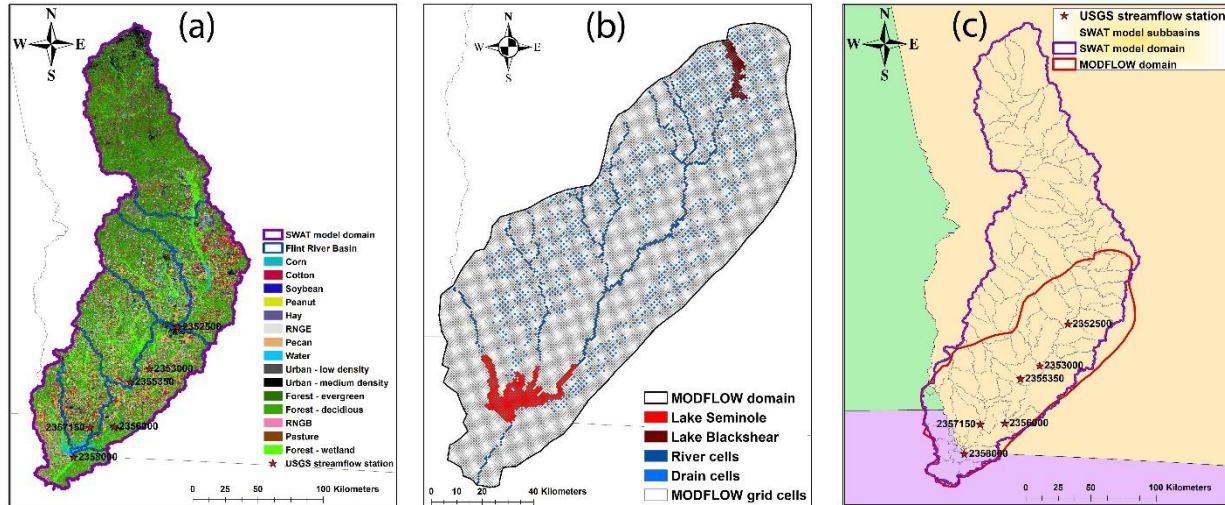 (a)
N
W E
S
SWAT model domain
Flint River Basin
Corn
Cotton
Soybean
Peanut
Hay
RNGE
Pecan
Water
Urban - low density
Urban - medium density
Forest - evergreen
Forest - decidious
RNGB
Pasture
Forest - wetland
USGS streamflow station
2352500
2353000
2355350
2357150
2356000
2358000
0 25 50 100 Kilometers
(b)
N
W E
S
MODFLOW domain
Lake Seminole
Lake Blackshear
River cells
Drain cells
MODFLOW grid cells
0 20 40 Kilometers
(c)
N
W E
S
USGS streamflow station
SWAT model subbasins
SWAT model domain
MODFLOW domain
2352500
2353000
2355350
2357150
2356000
2358000
0 25 50 100 Kilometers